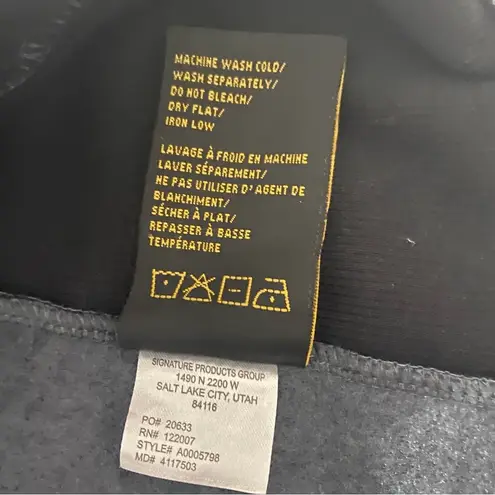 MACHINE WASH COLD/
WASH SEPARATELY/
DO NOT BLEACH/
DRY FLAT/
IRON LOW
LAVAGE À FROID EN MACHINE
LAVER SÉPAREMENT/
NE PAS UTILISER D'AGENT DE
BLANCHIMENT/
SÉCHER À PLAT/
REPASSER À BASSE
TEMPÉRATURE
SIGNATURE PRODUCTS GROUP
1490 N 2200 W
SALT LAKE CITY, UTAH
84116
PO# 20633
RN# 122007
STYLE# A0005798
MD# 4117503